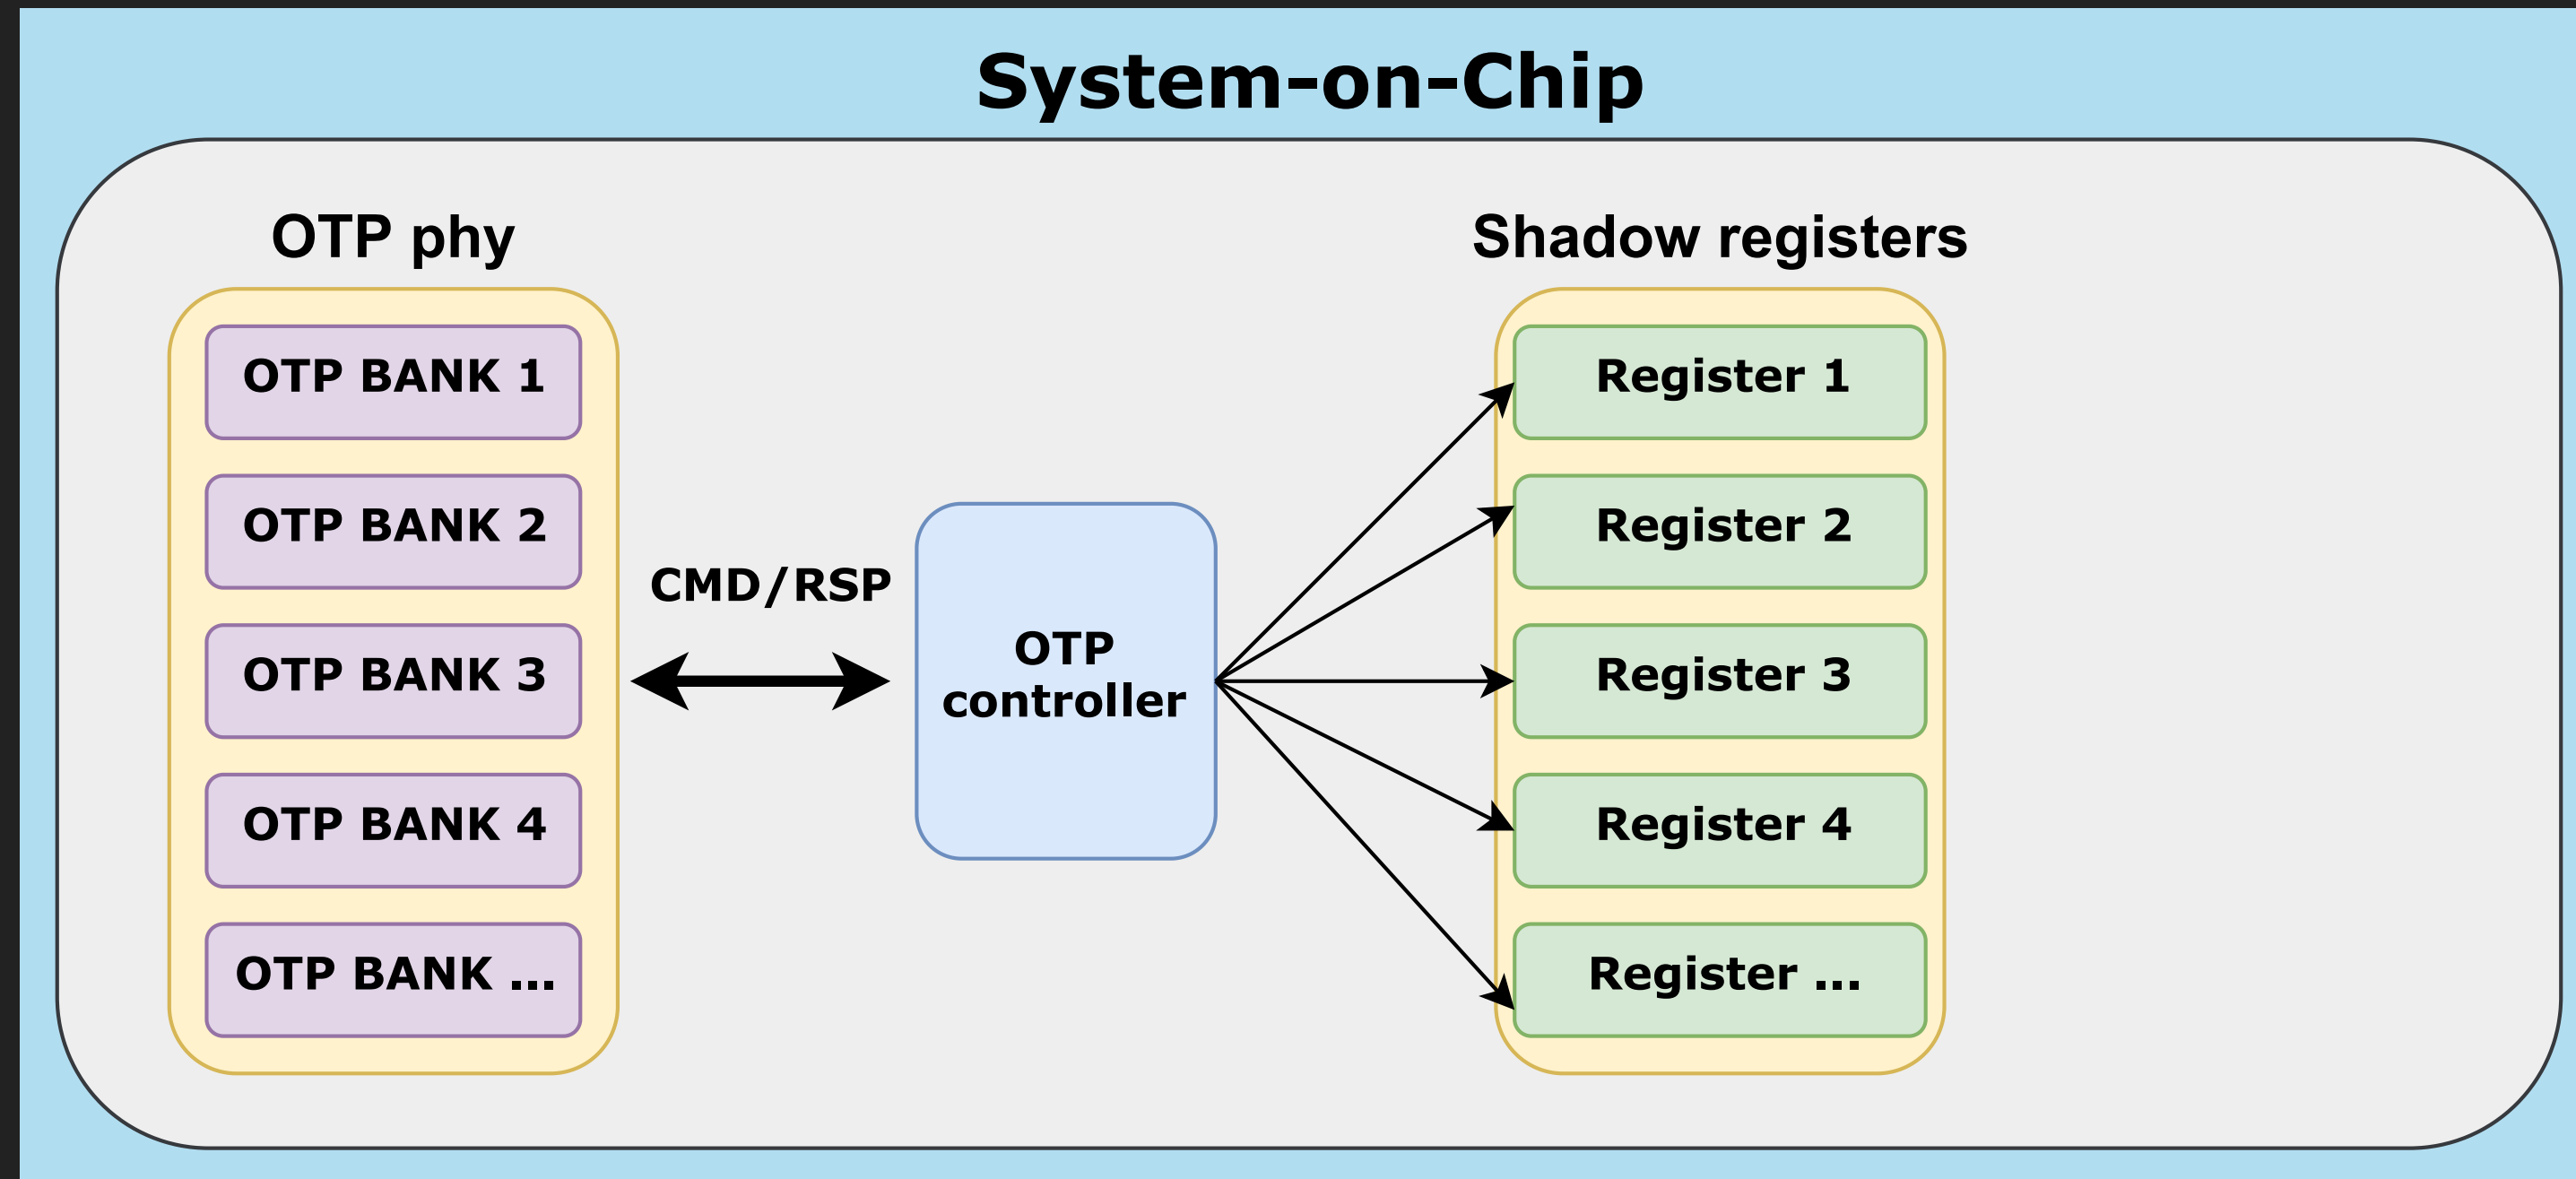 System-on-Chip
OTP phy
Shadow registers
OTP BANK 1
OTP BANK 2
OTP BANK 3
OTP BANK 4
OTP BANK ...
CMD/RSP
OTP
controller
Register 1
Register 2
Register 3
Register 4
Register ...